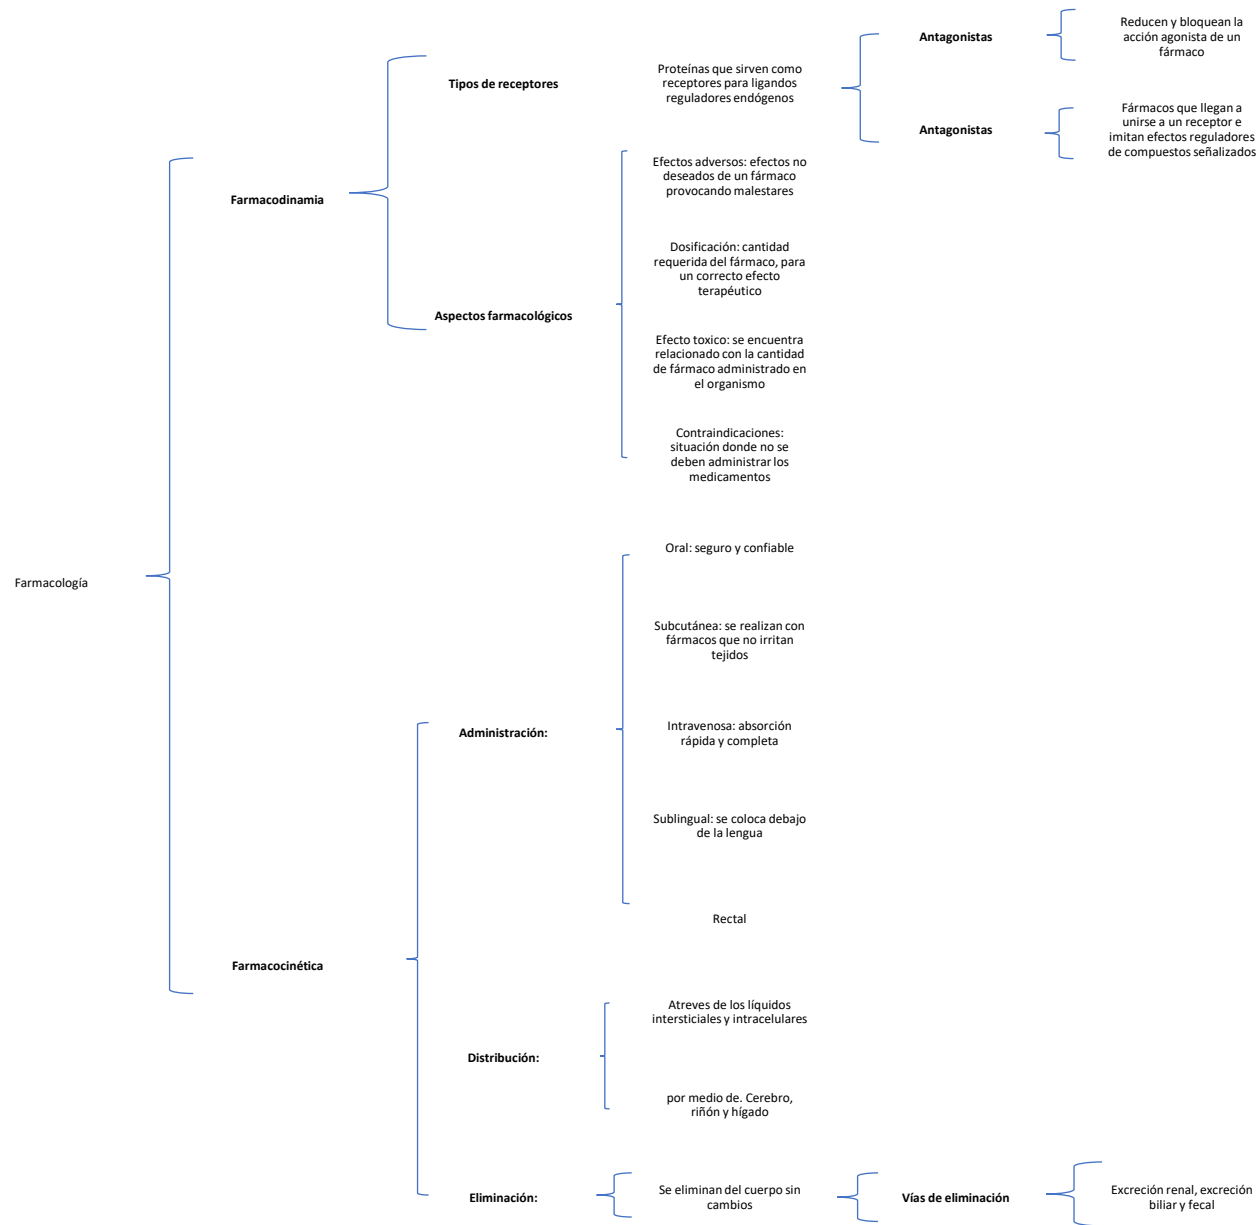 Farmacología
Farmacodinamia
Tipos de receptores
Proteínas que sirven como
receptores para ligandos
reguladores endógenos
Antagonistas
Reducen y bloquean la
acción agonista de un
fármaco
Antagonistas
Fármacos que llegan a
unirse a un receptor e
imitan efectos reguladores
de compuestos señalizados
Aspectos farmacológicos
Efectos adversos: efectos no
deseados de un fármaco
provocando malestares
Dosificación: cantidad
requerida del fármaco, para
un correcto efecto
terapéutico
Efecto toxico: se encuentra
relacionado con la cantidad
de fármaco administrado en
el organismo
Contraindicaciones:
situación donde no se
deben administrar los
medicamentos
Farmacocinética
Administración:
Oral: seguro y confiable
Subcutánea: se realizan con
fármacos que no irritan
tejidos
Intravenosa: absorción
rápida y completa
Sublingual: se coloca debajo
de la lengua
Rectal
Distribución:
Atreves de los líquidos
intersticiales y intracelulares
por medio de. Cerebro,
riñón y hígado
Eliminación:
Se eliminan del cuerpo sin
cambios
Vías de eliminación
Excreción renal, excreción
biliar y fecal